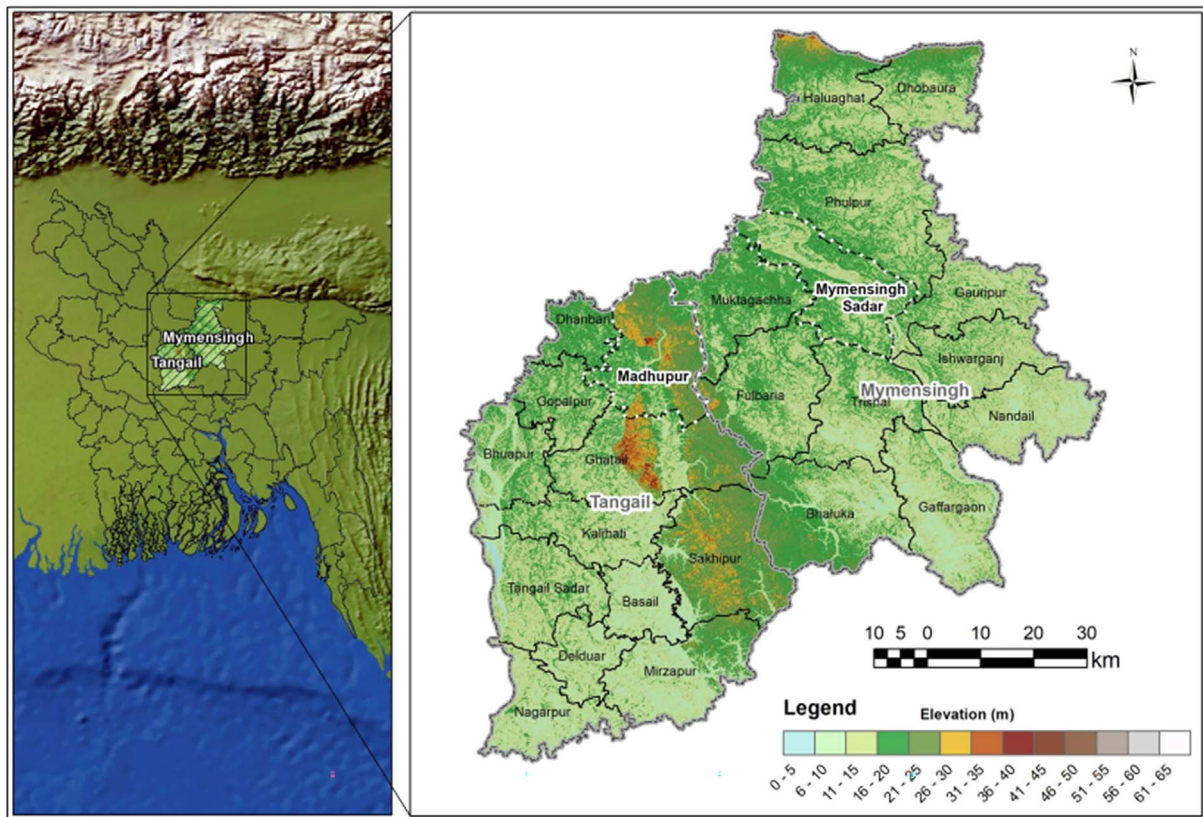 Mymensingh
Tangail
N
Haluaghat
Dhobaura
Phulpur
Mymensingh
Sadar
Gauripur
Muktagachha
Dhanbari
Ishwarganj
Madhupur
Mymensingh
Fulbaria
Trishal
Gopalpur
Nandail
Bhuapur
Ghatail
Tangail
Gaffargaon
Bhaluka
Kalihati
Sakhipur
Tangail Sadar
Basail
Delduar
Mirzapur
Nagarpur
10 5 0 10 20 30
km
Legend
Elevation (m)
0 - 5
6 - 10
11 - 15
16 - 20
21 - 25
26 - 30
31 - 35
36 - 40
41 - 45
46 - 50
51 - 55
56 - 60
61 - 65